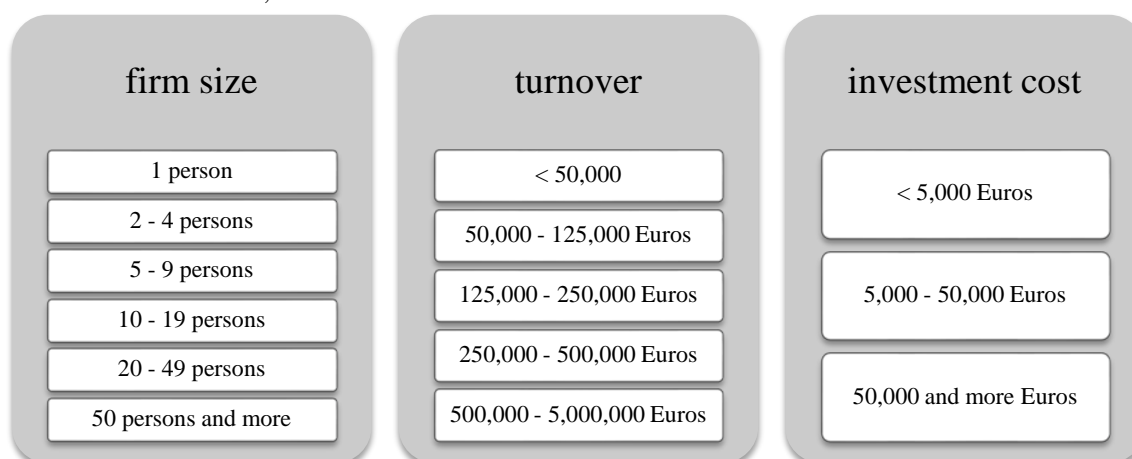 firm size
1 person
2 - 4 persons
5 - 9 persons
10 - 19 persons
20 - 49 persons
50 persons and more
turnover
< 50,000
50,000 - 125,000 Euros
125,000 - 250,000 Euros
250,000 - 500,000 Euros
500,000 - 5,000,000 Euros
investment cost
< 5,000 Euros
5,000 - 50,000 Euros
50,000 and more Euros